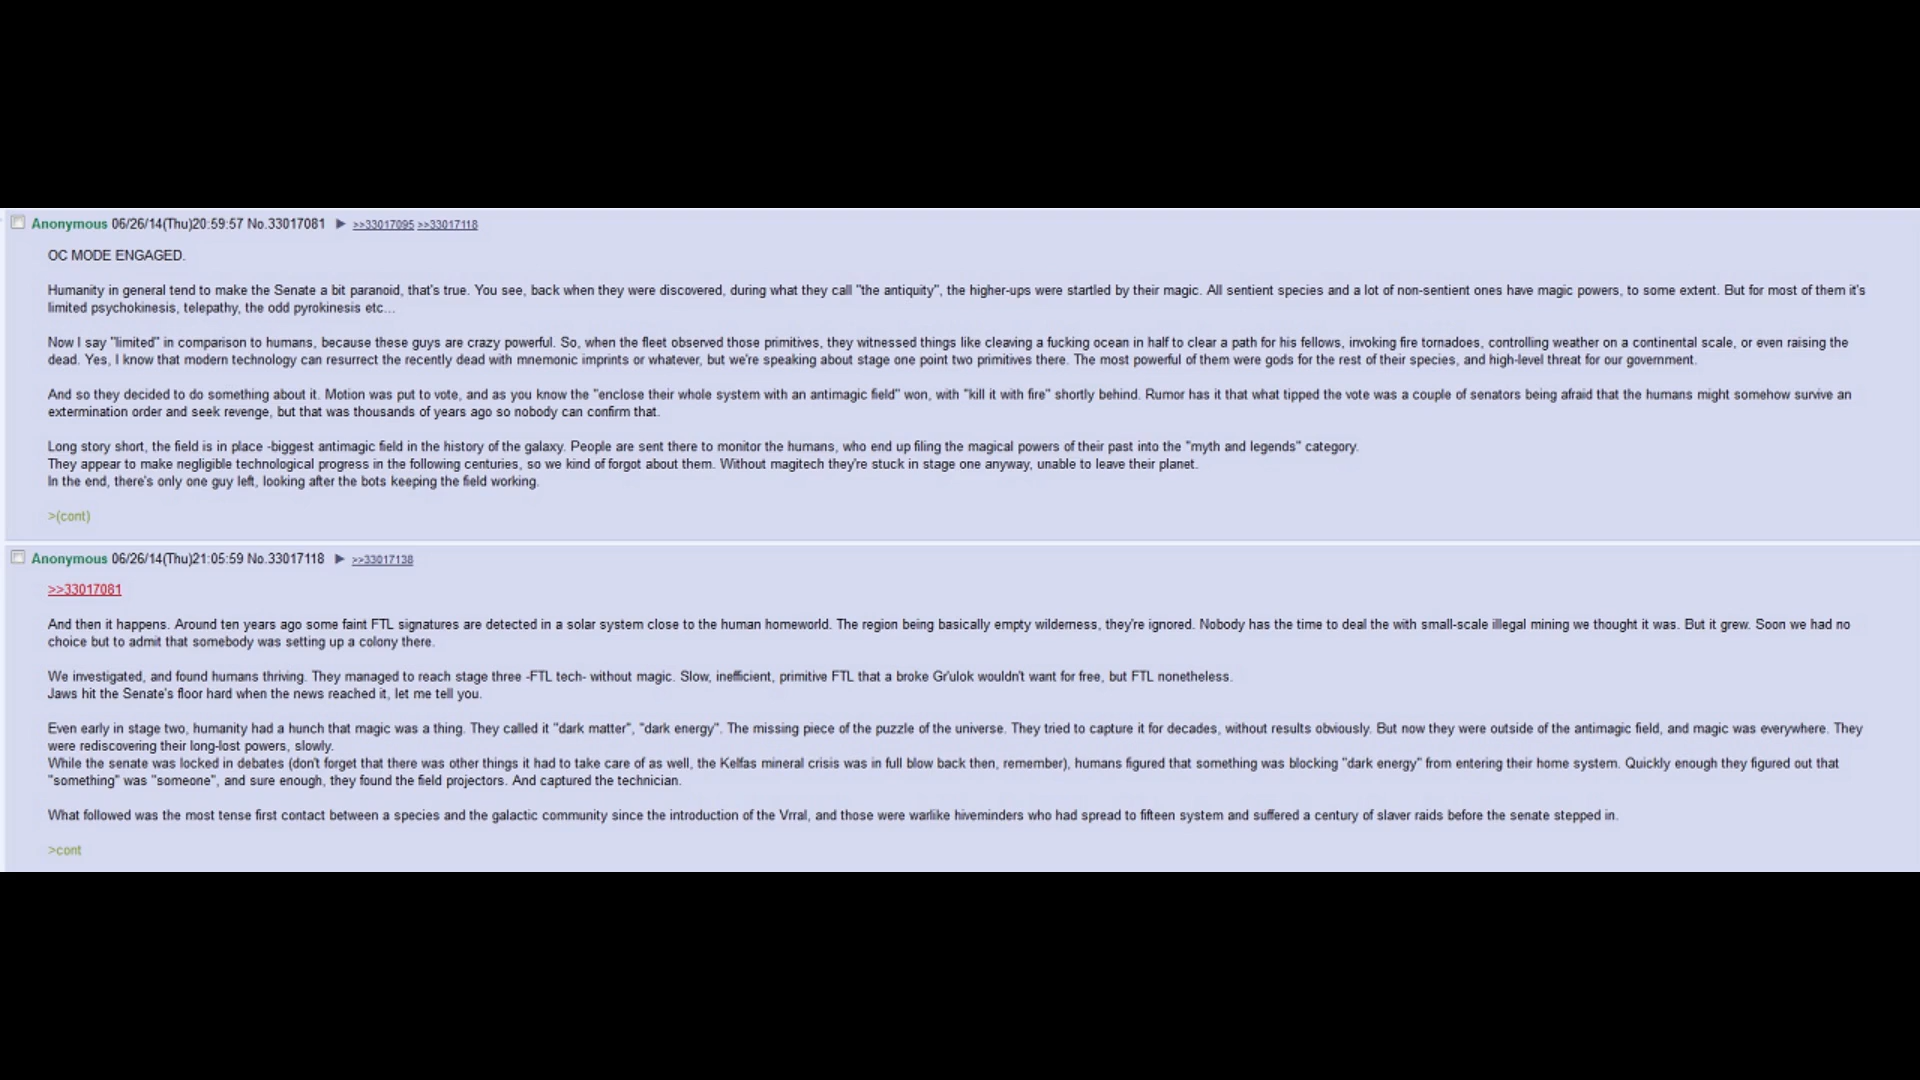 Anonymous 06/26/14(Thu)20:59:57 No.33017081 ▶ >>33017095 >>33017118
OC MODE ENGAGED.
Humanity in general tend to make the Senate a bit paranoid, that's true. You see, back when they were discovered, during what they call "the antiquity", the higher-ups were startled by their magic. All sentient species and a lot of non-sentient ones have magic powers, to some extent. But for most of them it's
limited psychokinesis, telepathy, the odd pyrokinesis etc...
Now I say "limited" in comparison to humans, because these guys are crazy powerful. So, when the fleet observed those primitives, they witnessed things like cleaving a fucking ocean in half to clear a path for his fellows, invoking fire tornadoes, controlling weather on a continental scale, or even raising the
dead. Yes, I know that modern technology can resurrect the recently dead with mnemonic imprints or whatever, but we're speaking about stage one point two primitives there. The most powerful of them were gods for the rest of their species, and high-level threat for our government.
And so they decided to do something about it. Motion was put to vote, and as you know the "enclose their whole system with an antimagic field" won, with "kill it with fire" shortly behind. Rumor has it that what tipped the vote was a couple of senators being afraid that the humans might somehow survive an
extermination order and seek revenge, but that was thousands of years ago so nobody can confirm that.
Long story short, the field is in place -biggest antimagic field in the history of the galaxy. People are sent there to monitor the humans, who end up filing the magical powers of their past into the "myth and legends" category.
They appear to make negligible technological progress in the following centuries, so we kind of forgot about them. Without magitech they're stuck in stage one anyway, unable to leave their planet.
In the end, there's only one guy left, looking after the bots keeping the field working.
>(cont)
Anonymous 06/26/14(Thu)21:05:59 No.33017118 ▶ >>33017138
>>33017081
And then it happens. Around ten years ago some faint FTL signatures are detected in a solar system close to the human homeworld. The region being basically empty wilderness, they're ignored. Nobody has the time to deal the with small-scale illegal mining we thought it was. But it grew. Soon we had no
choice but to admit that somebody was setting up a colony there.
We investigated, and found humans thriving. They managed to reach stage three -FTL tech- without magic. Slow, inefficient, primitive FTL that a broke Gr'ulok wouldn't want for free, but FTL nonetheless.
Jaws hit the Senate's floor hard when the news reached it, let me tell you.
Even early in stage two, humanity had a hunch that magic was a thing. They called it "dark matter", "dark energy". The missing piece of the puzzle of the universe. They tried to capture it for decades, without results obviously. But now they were outside of the antimagic field, and magic was everywhere. They
were rediscovering their long-lost powers, slowly.
While the senate was locked in debates (don't forget that there was other things it had to take care of as well, the Kelfas mineral crisis was in full blow back then, remember), humans figured that something was blocking "dark energy" from entering their home system. Quickly enough they figured out that
"something" was "someone", and sure enough, they found the field projectors. And captured the technician.
What followed was the most tense first contact between a species and the galactic community since the introduction of the Vrral, and those were warlike hiveminders who had spread to fifteen system and suffered a century of slaver raids before the senate stepped in.
>cont